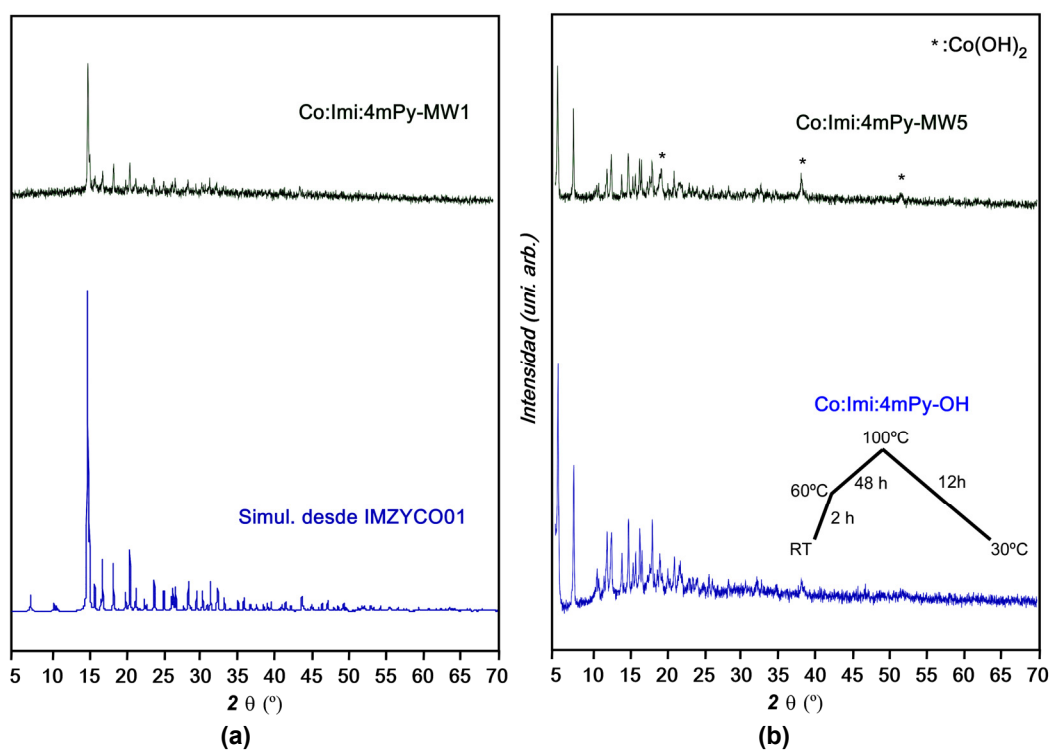 Co:Imi:4mPy-MW1
Simul. desde IMZYCO01
5 10 15 20 25 30 35 40 45 50 55 60 65 70
2 θ (º)
(a)
Intensidad (uni. arb.)
*:Co(OH)2
Co:Imi:4mPy-MW5
* * *
Co:Imi:4mPy-OH
100ºC
60ºC 48 h 12h
2 h
RT 30ºC
5 10 15 20 25 30 35 40 45 50 55 60 65 70
2 θ (º)
(b)